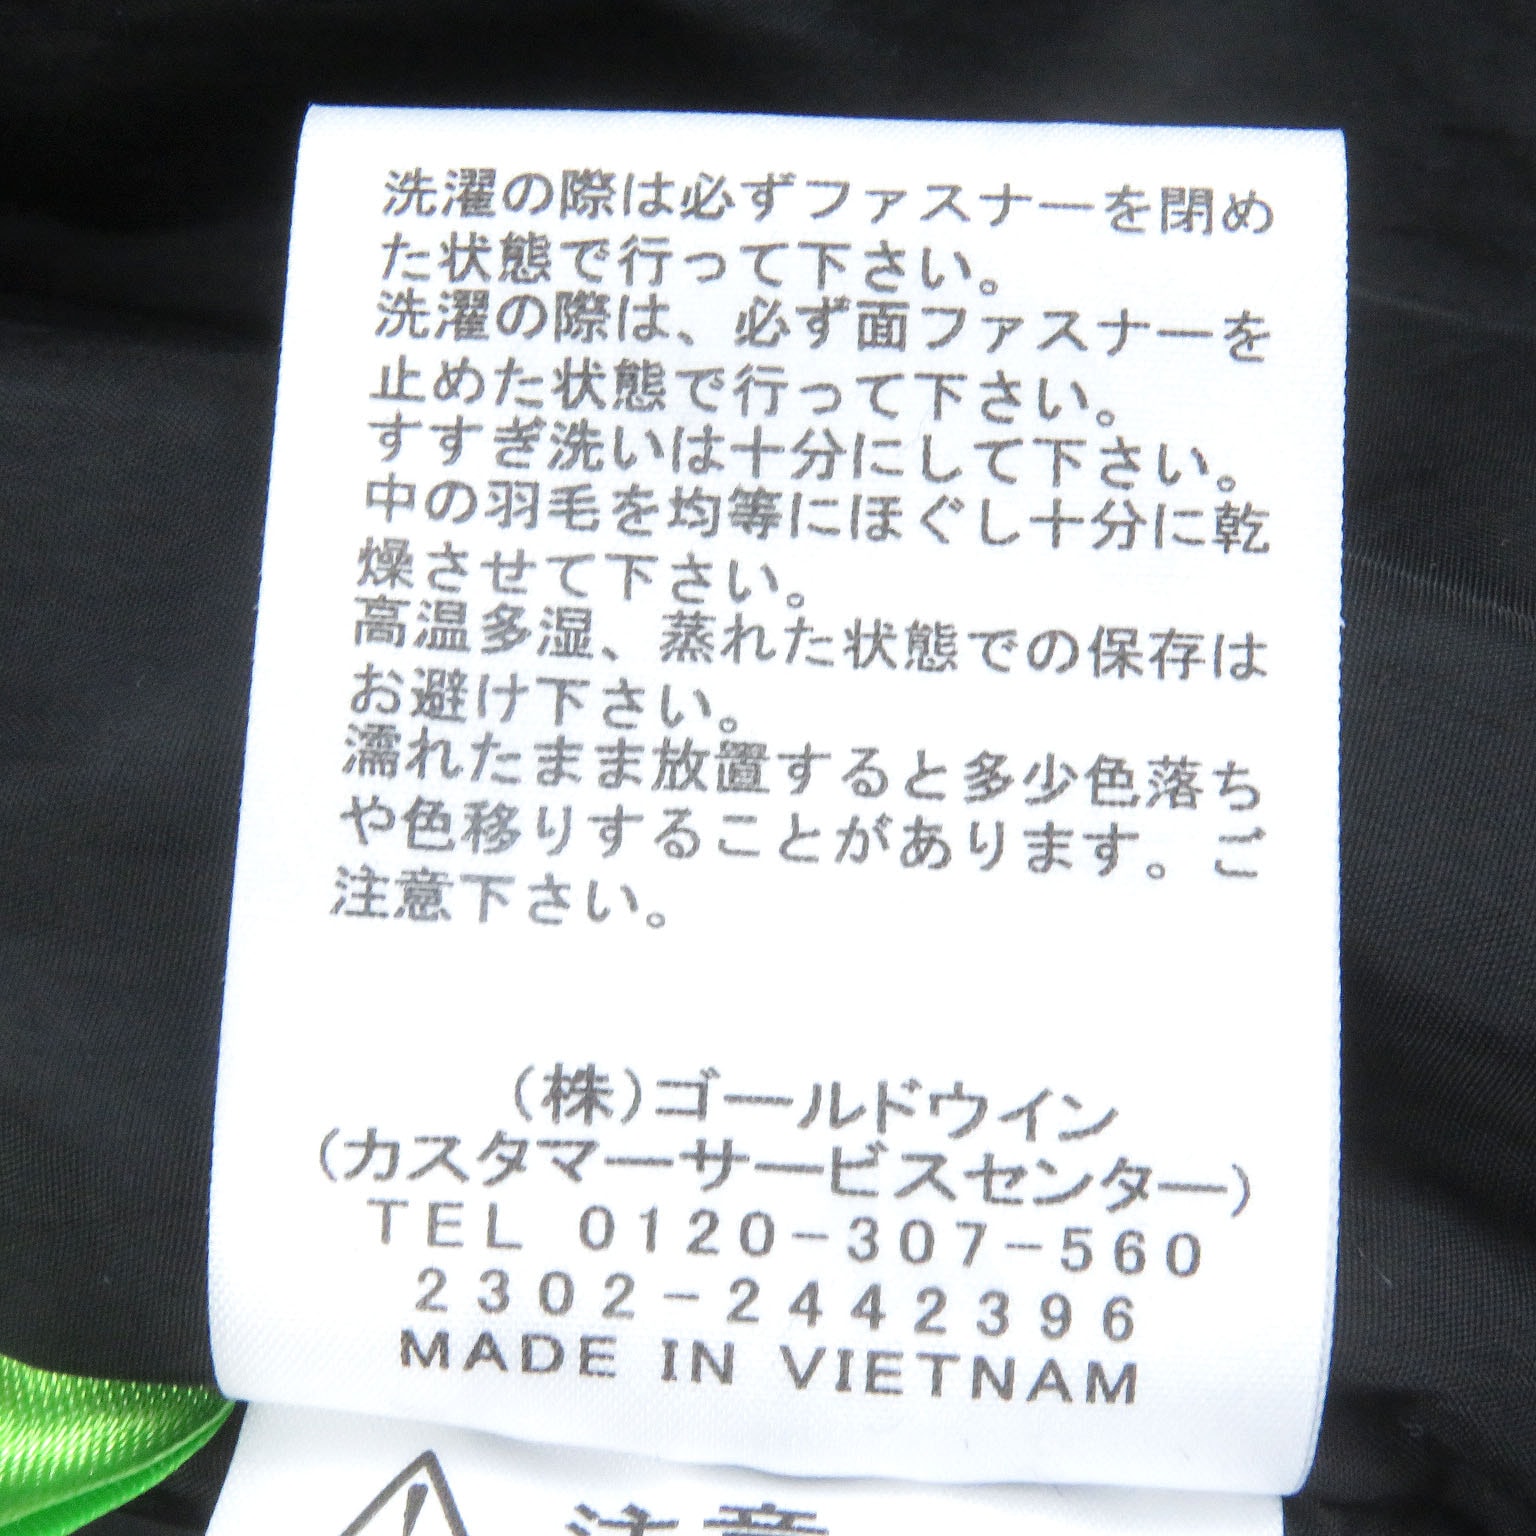 洗濯の際は必ずファスナーを閉め
た状態で行って下さい。
洗濯の際は、必ず面ファスナーを
止めた状態で行って下さい。
すすぎ洗いは十分にして下さい。
中の羽毛を均等にほぐし十分に乾
燥させて下さい。
高温多湿、蒸れた状態での保存は
お避け下さい。
濡れたまま放置すると多少色落ち
や色移りすることがあります。ご
注意下さい。
(株)ゴールドウイン
(カスタマーサービスセンター)
TEL 0120-307-560
2302-2442396
MADE IN VIETNAM
注意